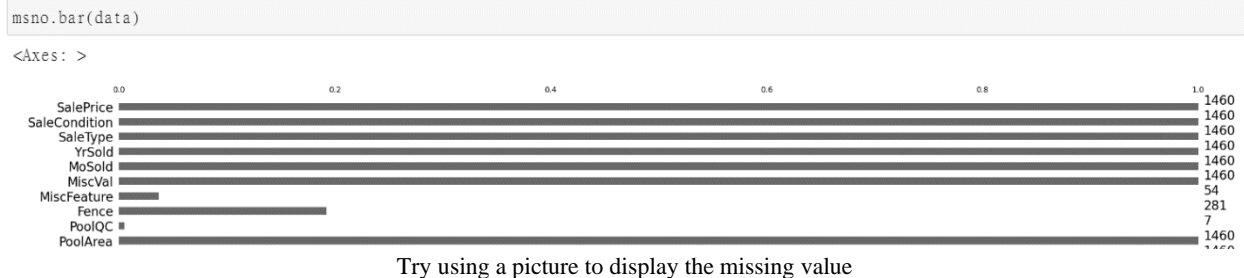 msno.bar(data)
<Axes: >
0.0 0.2 0.4 0.6 0.8 1.0
SalePrice 1460
SaleCondition 1460
SaleType 1460
YrSold 1460
MoSold 1460
MiscVal 1460
MiscFeature 54
Fence 281
PoolQC 7
PoolArea 1460
Try using a picture to display the missing value